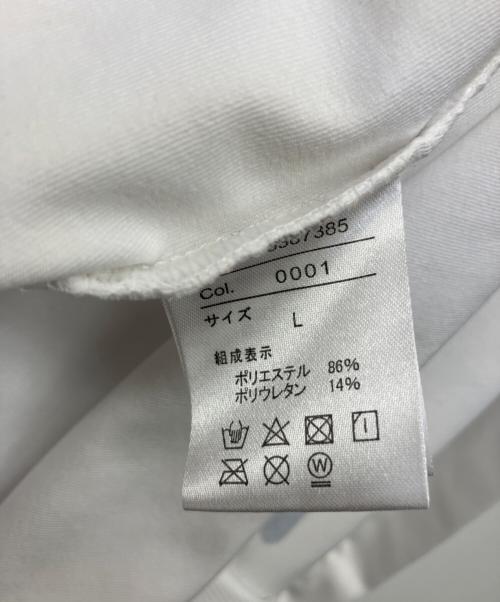 387385
Col. 0001
サイズ L
組成表示
ポリエステル 86%
ポリウレタン 14%
W